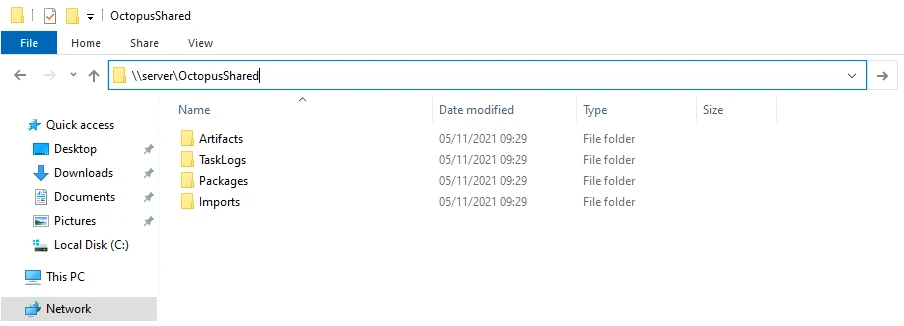 OctopusShared
File Home Share View
\\server\OctopusShared
Name Date modified Type Size
Quick access
Desktop
Downloads
Documents
Pictures
Local Disk (C:)
This PC
Network
Artifacts 05/11/2021 09:29 File folder
TaskLogs 05/11/2021 09:29 File folder
Packages 05/11/2021 09:29 File folder
Imports 05/11/2021 09:29 File folder